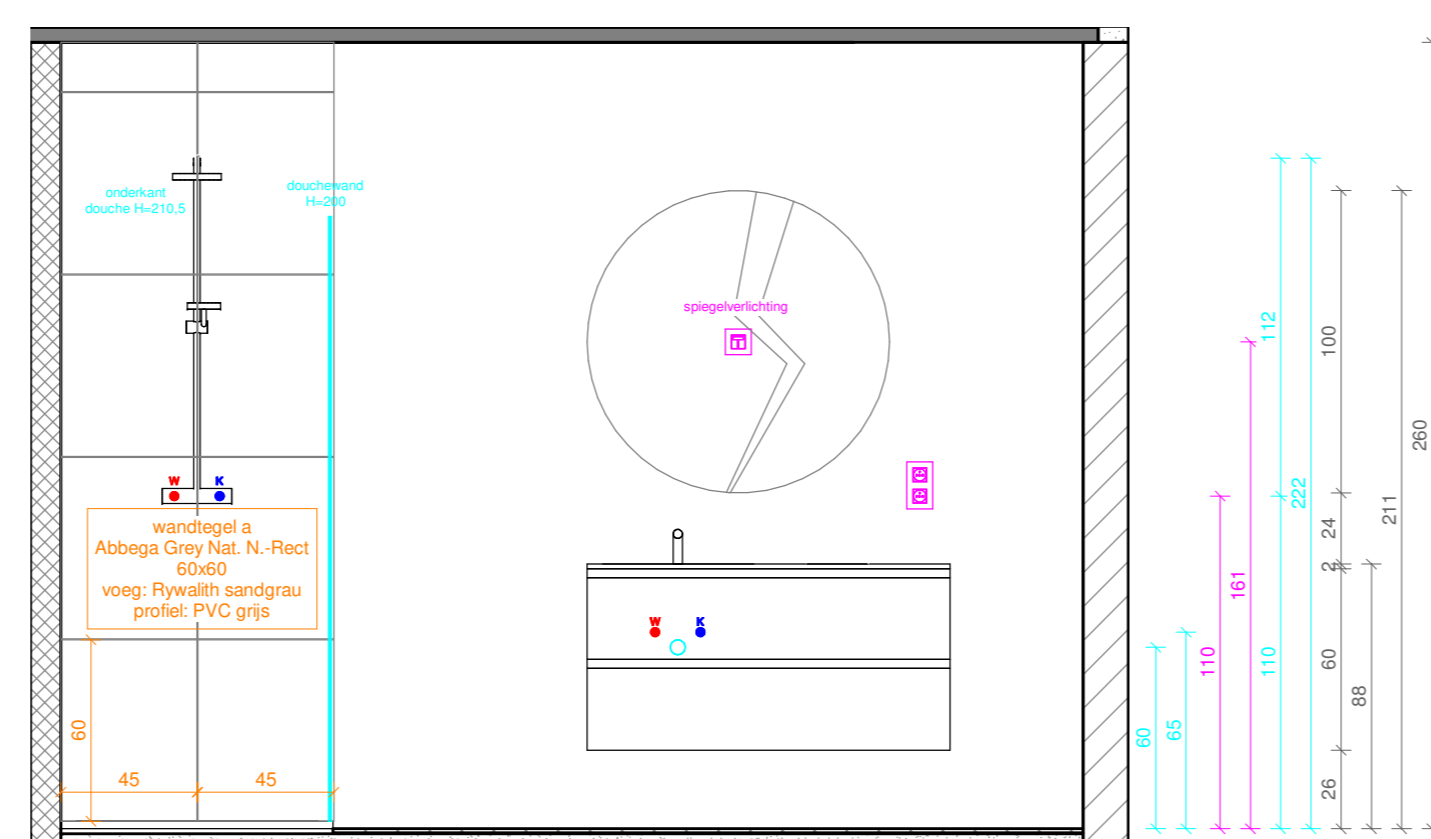 onderkant
douche H=210,5
douchewand
H=200
spiegelverlichting
W K
wandtegel a
Abbega Grey Nat. N.-Rect
60x60
voeg: Rywalith sandgrau
profiel: PVC grijs
W K
60
45 45
60
65
110
161
112
110
222
100
24
2
60
26
88
211
260